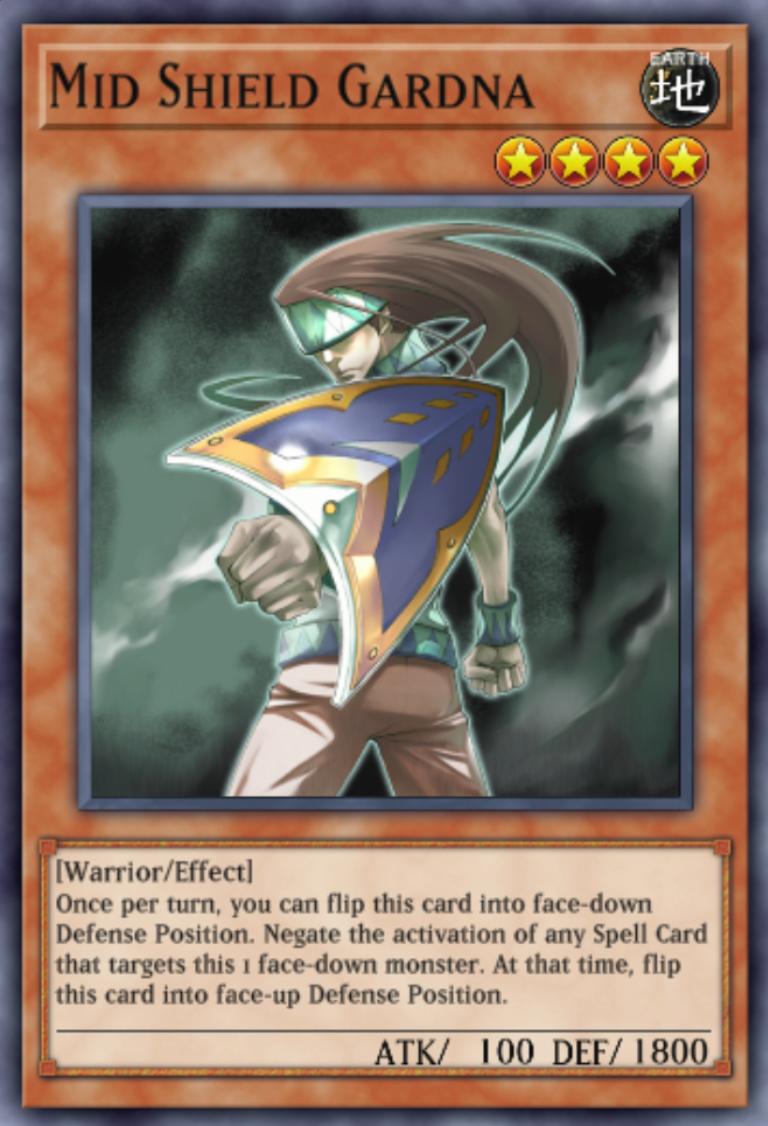 Mid Shield Gardna
EARTH
地
[Warrior/Effect]
Once per turn, you can flip this card into face-down
Defense Position. Negate the activation of any Spell Card
that targets this 1 face-down monster. At that time, flip
this card into face-up Defense Position.
ATK/ 100 DEF/ 1800